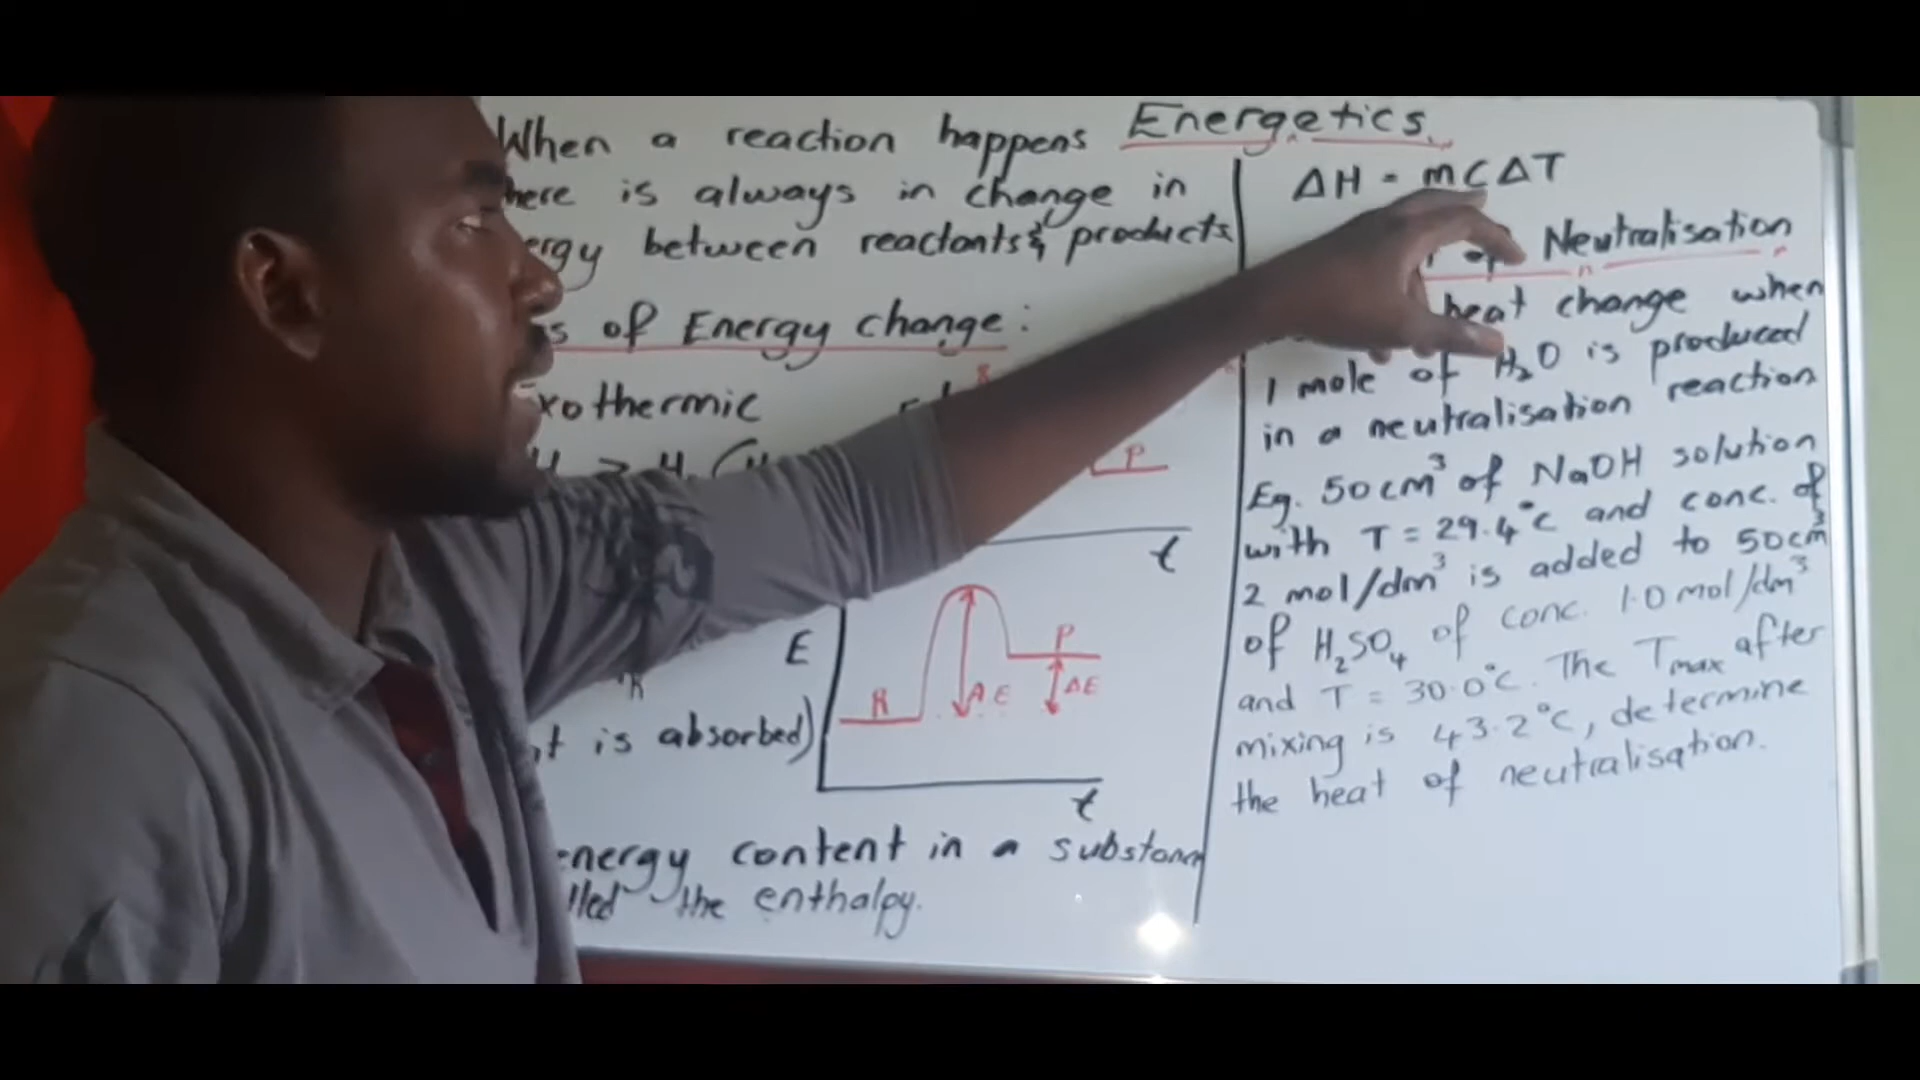 When a reaction happens
here is always in change in
ergy between reactants & products
s of Energy change:
xothermic
P
t
E
R
A E
P
ΔE
t
R
t is absorbed)
energy content in a substanc
lled the enthalpy.
Energetics
ΔH = mCΔT
of Neutralisation
heat change when
1 mole of H₂O is produced
in a neutralisation reaction
Eg. 50cm³ of NaOH solution
with T = 29.4°C and conc. of
2 mol/dm³ is added to 50cm³
of H₂SO₄ of conc. 1.0 mol/dm³
and T = 30.0°C. The Tmax after
mixing is 43.2°C, determine
the heat of neutralisation.